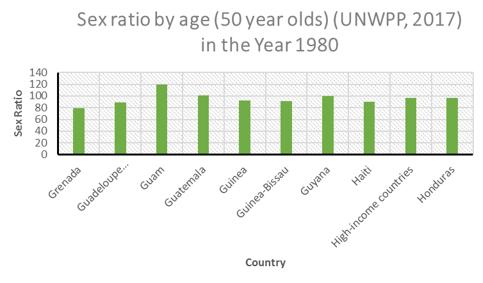 Sex ratio by age (50 year olds) (UNWPP, 2017)
in the Year 1980
Sex Ratio
140
120
100
80
60
40
20
0
Grenada
Guadeloupe...
Guam
Guatemala
Guinea
Guinea-Bissau
Guyana
Haiti
High-income countries
Honduras
Country